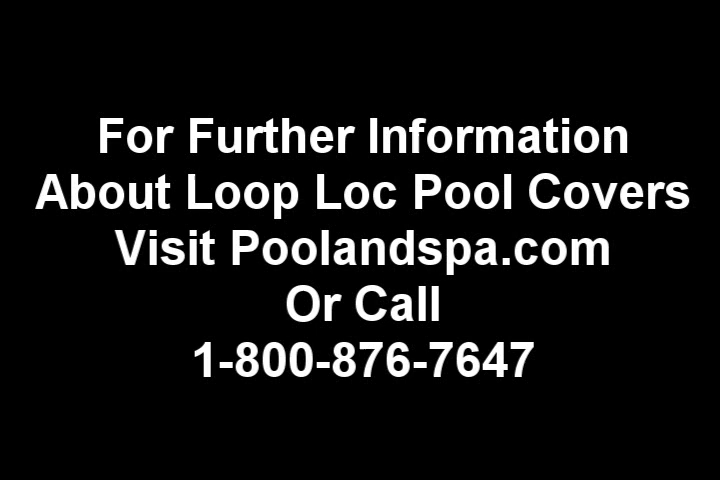 For Further Information
About Loop Loc Pool Covers
Visit Poolandspa.com
Or Call
1-800-876-7647